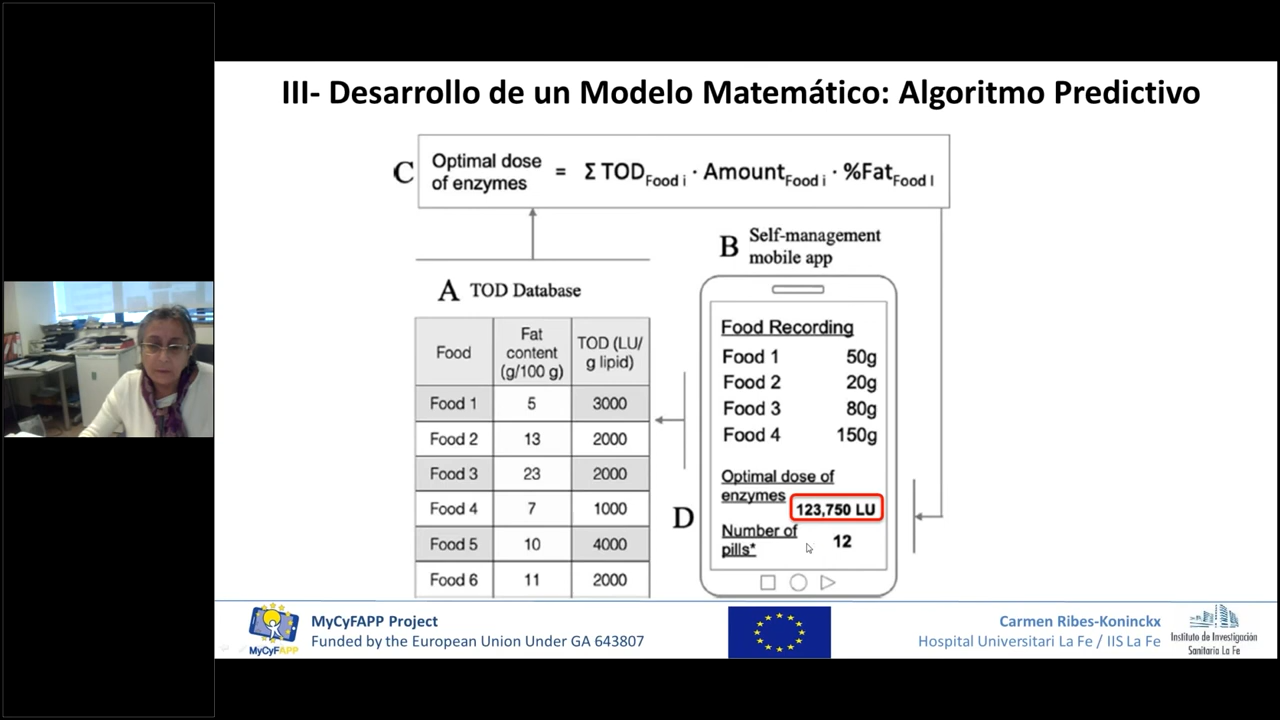 III- Desarrollo de un Modelo Matemático: Algoritmo Predictivo
C
Optimal dose
of enzymes
= Σ TOD Food i · Amount Food i · %Fat Food I
B
Self-management
mobile app
A TOD Database
Food
Fat
content
(g/100 g)
TOD (LU/
g lipid)
Food 1 5 3000
Food 2 13 2000
Food 3 23 2000
Food 4 7 1000
Food 5 10 4000
Food 6 11 2000
Food Recording
Food 1 50g
Food 2 20g
Food 3 80g
Food 4 150g
D
Optimal dose of
enzymes
123,750 LU
Number of
pills*
12
MyCyFAPP
MyCyFAPP Project
Funded by the European Union Under GA 643807
Carmen Ribes-Koninckx
Hospital Universitari La Fe / IIS La Fe
Instituto de Investigación
Sanitaria La Fe